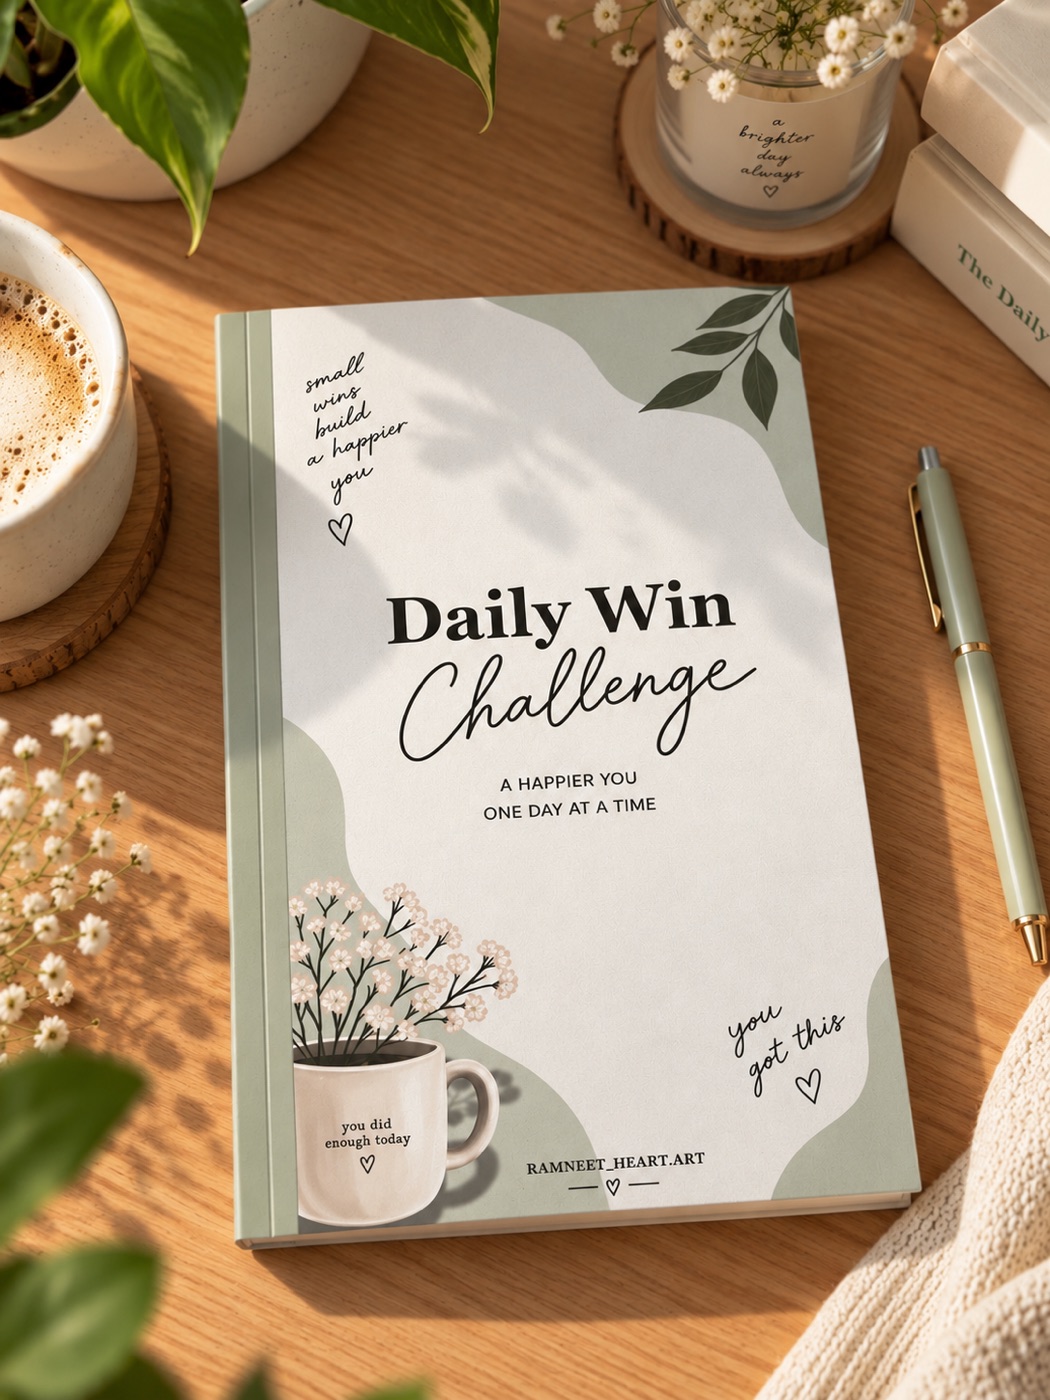 a
brighter
day
always
The Daily
small
wins
build
a happier
you
Daily Win
Challenge
A HAPPIER YOU
ONE DAY AT A TIME
you
got this
you did
enough today
RAMNEET_HEART.ART